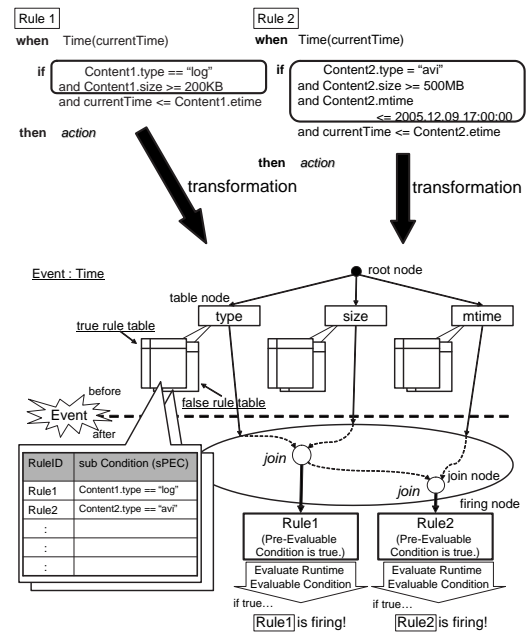 Rule 1
when Time(currentTime)
if Content1.type == “log”
and Content1.size >= 200KB
and currentTime <= Content1.etime
then action
Rule 2
when Time(currentTime)
if Content2.type = “avi”
and Content2.size >= 500MB
and Content2.mtime
<= 2005.12.09 17:00:00
and currentTime <= Content2.etime
then action
transformation
transformation
Event : Time
root node
table node
type
size
mtime
true rule table
false rule table
before
Event
after
RuleID sub Condition (sPEC)
Rule1 Content1.type == “log”
Rule2 Content2.type == “avi”
:
:
:
join
join
join node
firing node
Rule1
(Pre-Evaluable
Condition is true.)
Evaluate Runtime
Evaluable Condition
if true…
Rule1 is firing!
Rule2
(Pre-Evaluable
Condition is true.)
Evaluate Runtime
Evaluable Condition
if true…
Rule2 is firing!